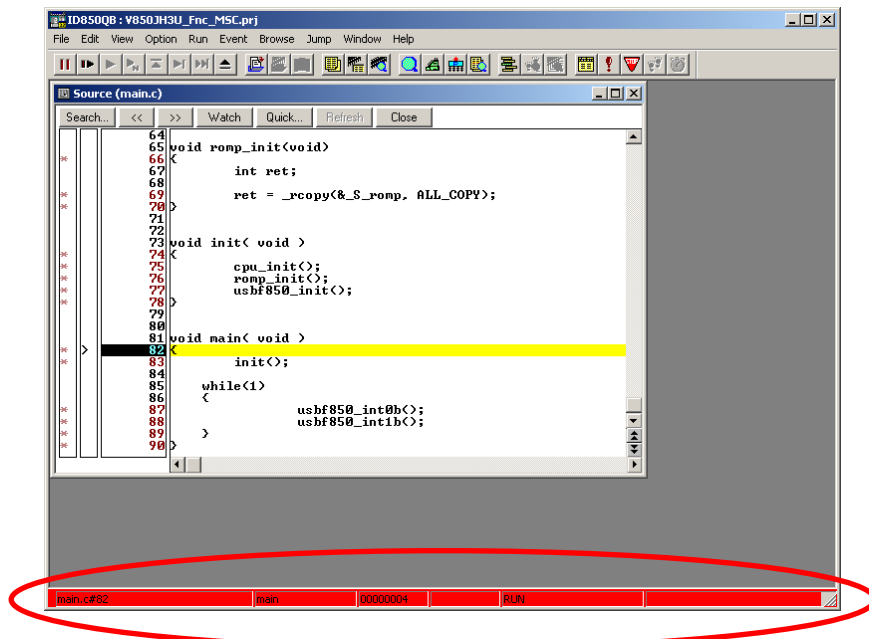 ID850QB : ¥850JH3U_Fnc_MSC.prj
File Edit View Option Run Event Browse Jump Window Help
Source (main.c)
Search... << >> Watch Quick... Refresh Close
64
65 void romp_init(void)
* 66 {
67 int ret;
68
* 69 ret = _rcopy(&_S_romp, ALL_COPY);
* 70 }
71
72
73 void init( void )
* 74 {
* 75 cpu_init();
* 76 romp_init();
* 77 usbf850_init();
* 78 }
79
80
81 void main( void )
* > 82 {
* 83 init();
84
85 while(1)
86 {
* 87 usbf850_int0b();
* 88 usbf850_int1b();
* 89 }
* 90 }
main.c#82 main 00000004 RUN